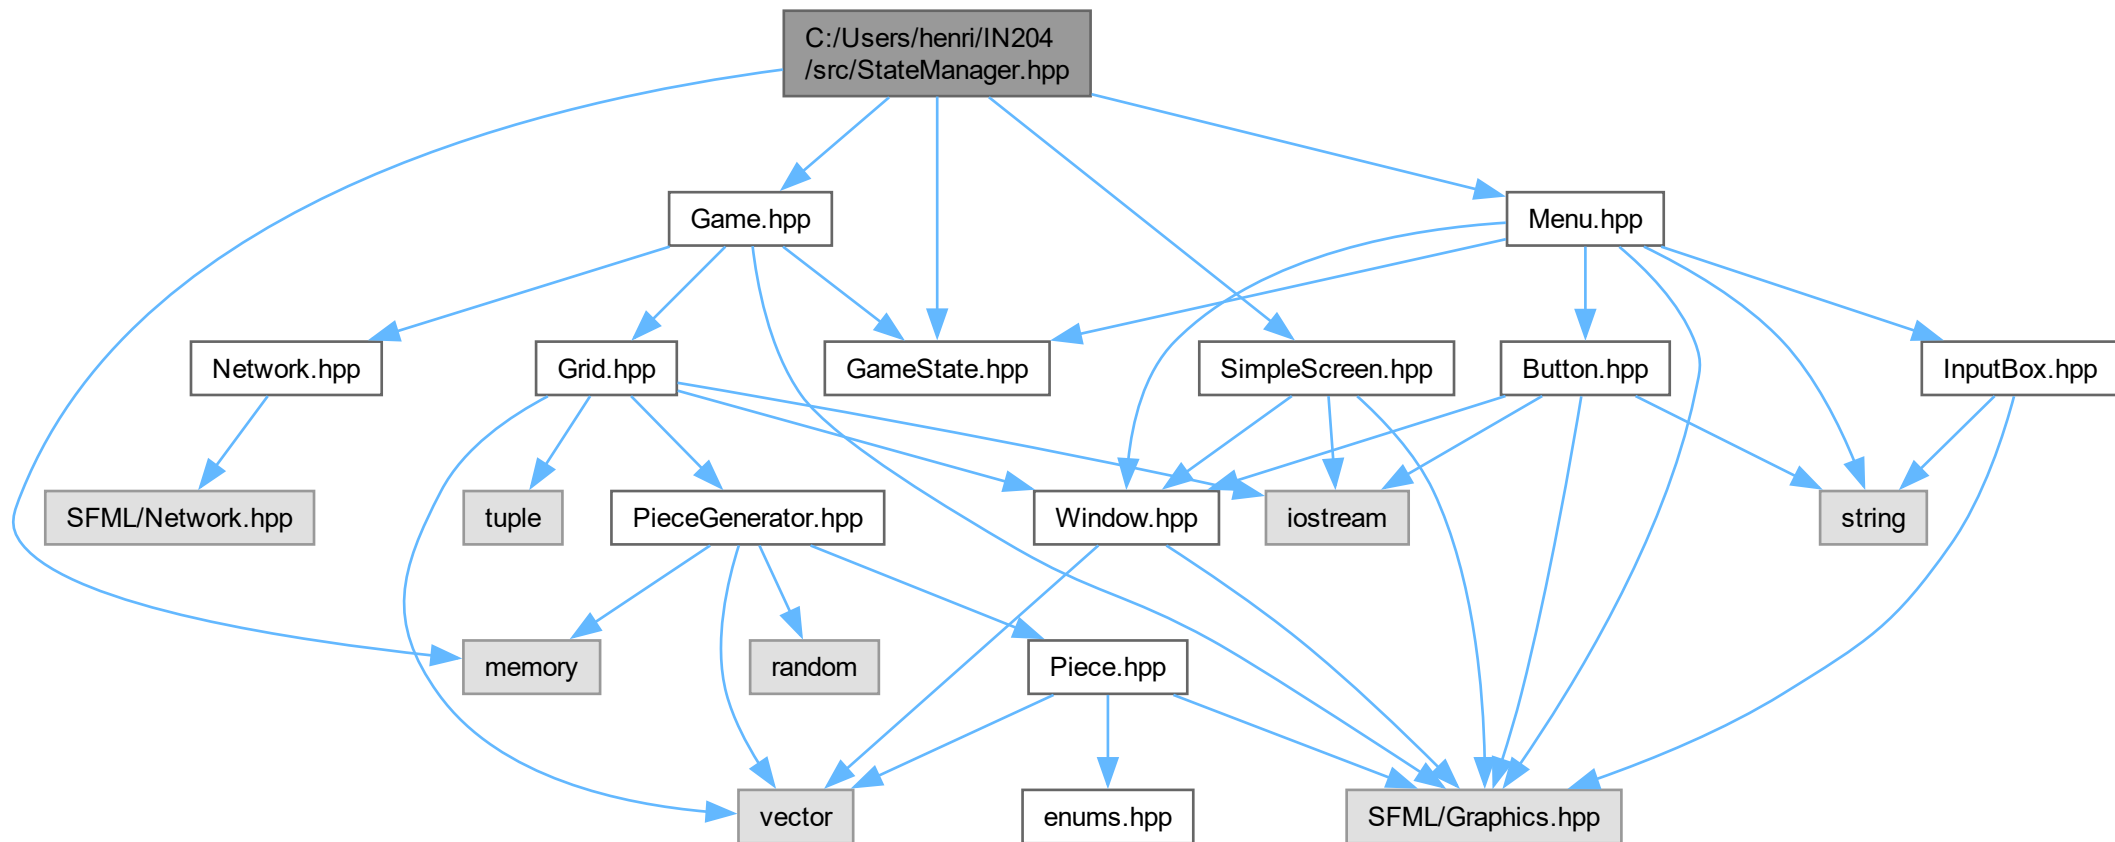 C:/Users/henri/IN204
/src/StateManager.hpp
Game.hpp
Menu.hpp
Network.hpp
Grid.hpp
GameState.hpp
SimpleScreen.hpp
Button.hpp
InputBox.hpp
SFML/Network.hpp
tuple
PieceGenerator.hpp
Window.hpp
iostream
string
memory
random
Piece.hpp
vector
enums.hpp
SFML/Graphics.hpp